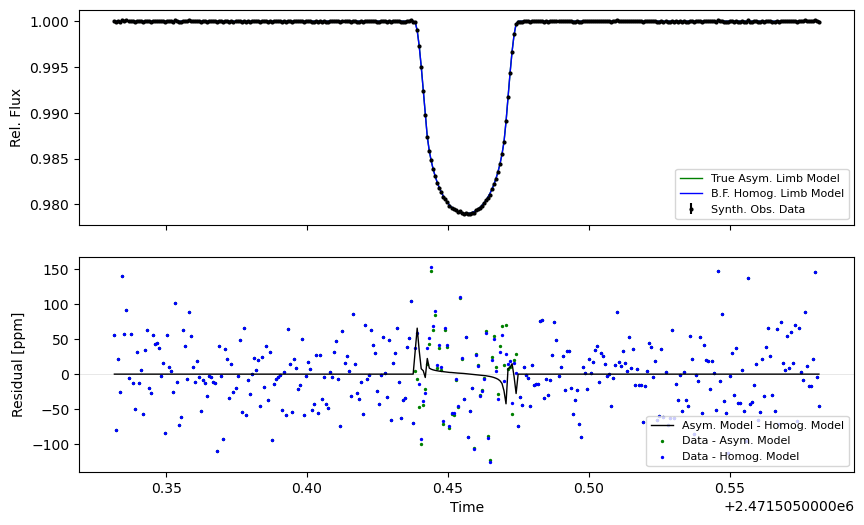 1.000
0.995
0.990
0.985
0.980
Rel. Flux
True Asym. Limb Model
B.F. Homog. Limb Model
Synth. Obs. Data
150
100
50
0
−50
−100
Residual [ppm]
Asym. Model - Homog. Model
Data - Asym. Model
Data - Homog. Model
0.35
0.40
0.45
0.50
0.55
Time
+2.4715050000e6